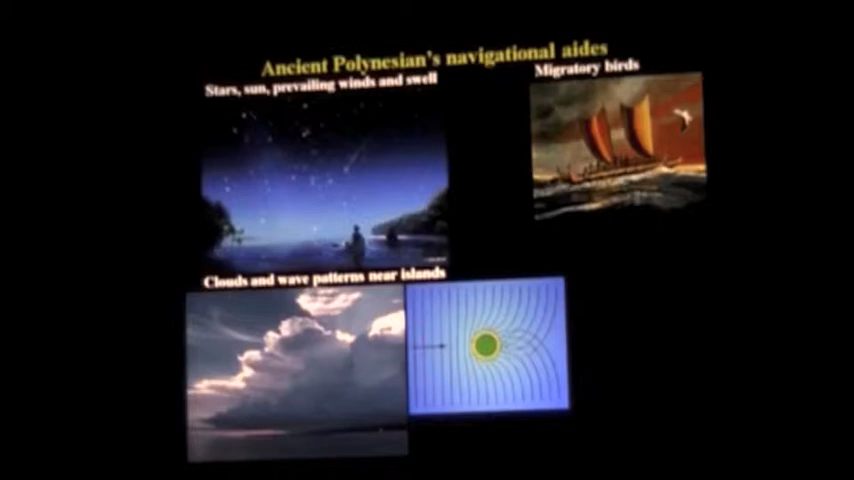 Ancient Polynesian's navigational aides
Stars, sun, prevailing winds and swell
Migratory birds
Clouds and wave patterns near islands